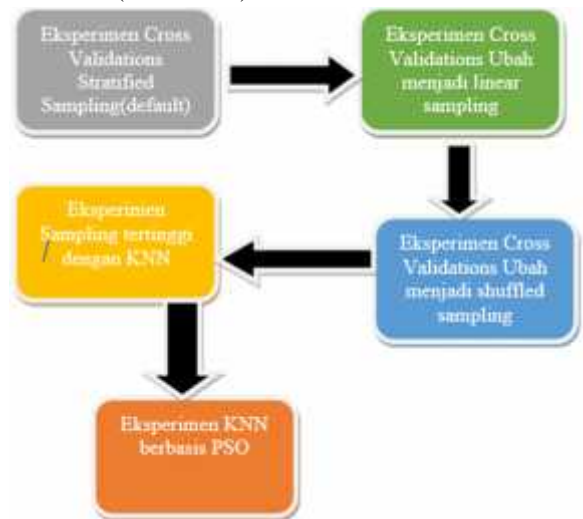 Eksperimen Cross
Validations
Stratified
Sampling(default)
Eksperimen Cross
Validations Ubah
menjadi linear
sampling
Eksperimen Cross
Validations Ubah
menjadi shuffled
sampling
Eksperimen
Sampling tertinggi
dengan KNN
Eksperimen KNN
berbasis PSO